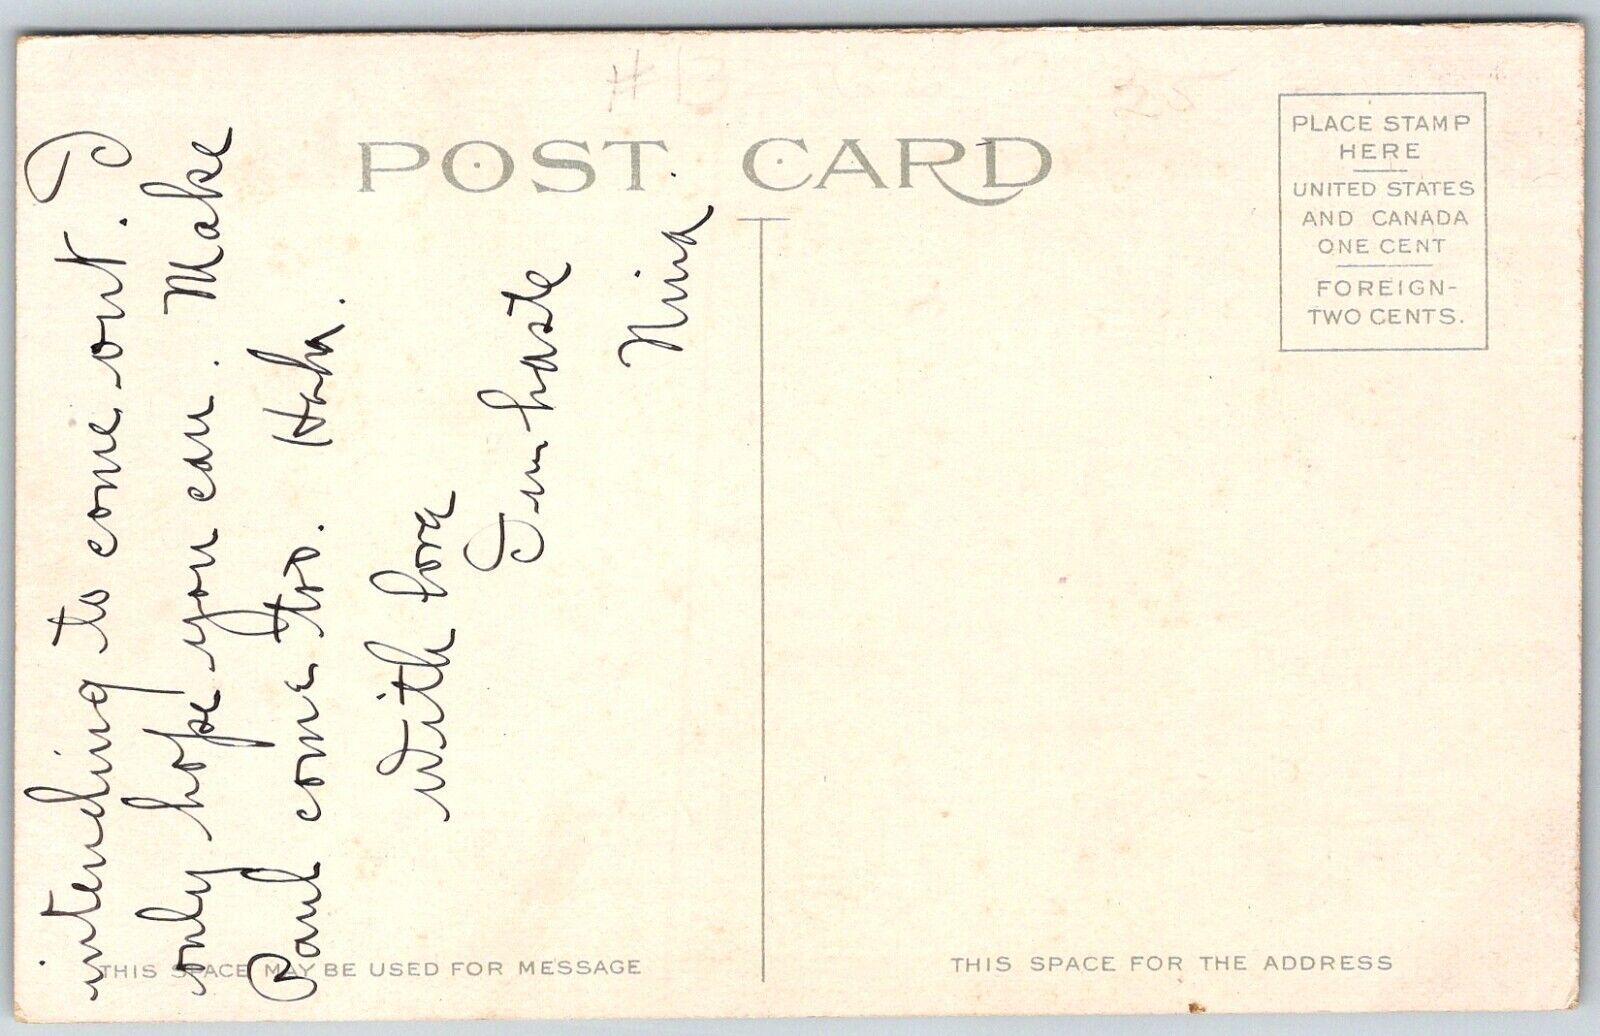 intending to come out. I
only hope you can. Make
Paul come too. Haha.
With love
In haste
Nina
# 13
25
POST CARD
PLACE STAMP
HERE
UNITED STATES
AND CANADA
ONE CENT
FOREIGN-
TWO CENTS.
THIS SPACE MAY BE USED FOR MESSAGE
THIS SPACE FOR THE ADDRESS